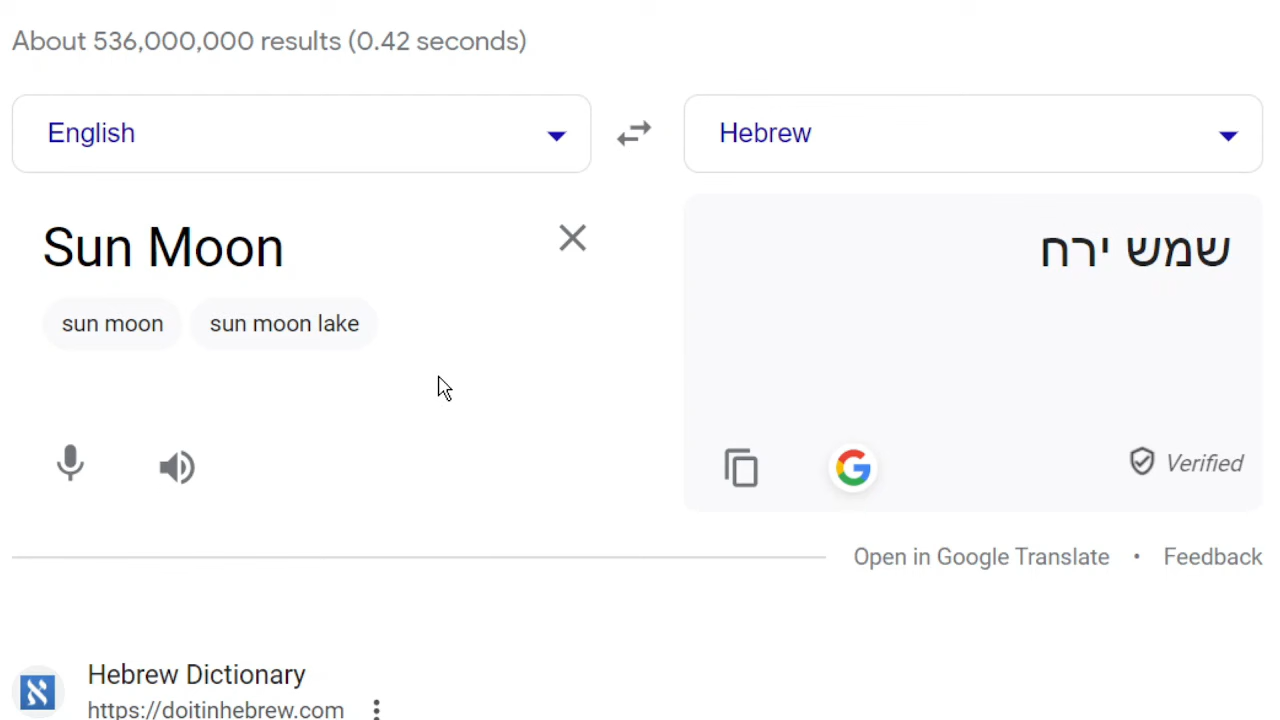 About 536,000,000 results (0.42 seconds)
English
Hebrew
Sun Moon
שמש ירח
sun moon
sun moon lake
Verified
Open in Google Translate • Feedback
Hebrew Dictionary
https://doitinhebrew.com